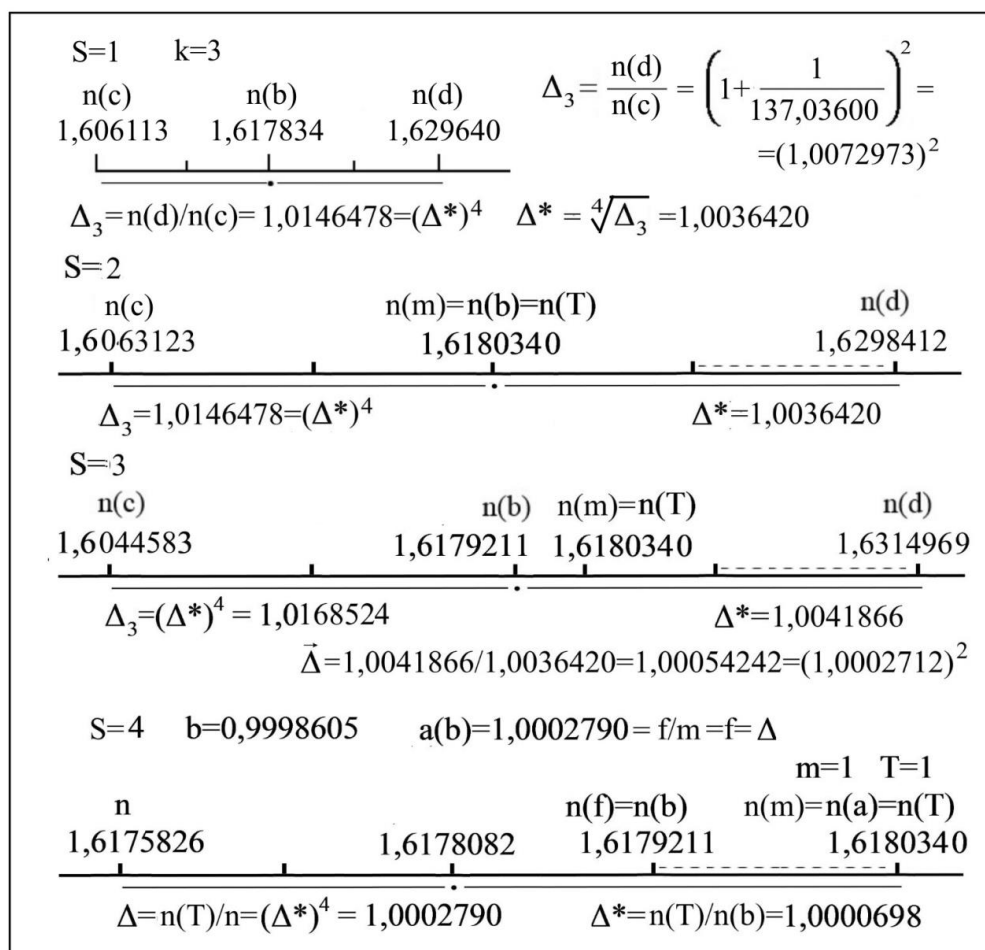 S=1 k=3
n(c) n(b) n(d)
1,606113 1,617834 1,629640
Δ₃ = n(d)/n(c) = (1+1/137,03600)² =
=(1,0072973)²
Δ₃=n(d)/n(c)= 1,0146478=(Δ*)⁴ Δ* = ∜Δ₃ =1,0036420
S=2
n(c) n(m)=n(b)=n(T) n(d)
1,6063123 1,6180340 1,6298412
Δ₃=1,0146478=(Δ*)⁴ Δ*=1,0036420
S=3
n(c) n(b) n(m)=n(T) n(d)
1,6044583 1,6179211 1,6180340 1,6314969
Δ₃=(Δ*)⁴ = 1,0168524 Δ*=1,0041866
Δ⃗=1,0041866/1,0036420=1,00054242=(1,0002712)²
S=4 b=0,9998605 a(b)=1,0002790= f/m =f= Δ
m=1 T=1
n n(f)=n(b) n(m)=n(a)=n(T)
1,6175826 1,6178082 1,6179211 1,6180340
Δ=n(T)/n=(Δ*)⁴ = 1,0002790 Δ*=n(T)/n(b)=1,0000698